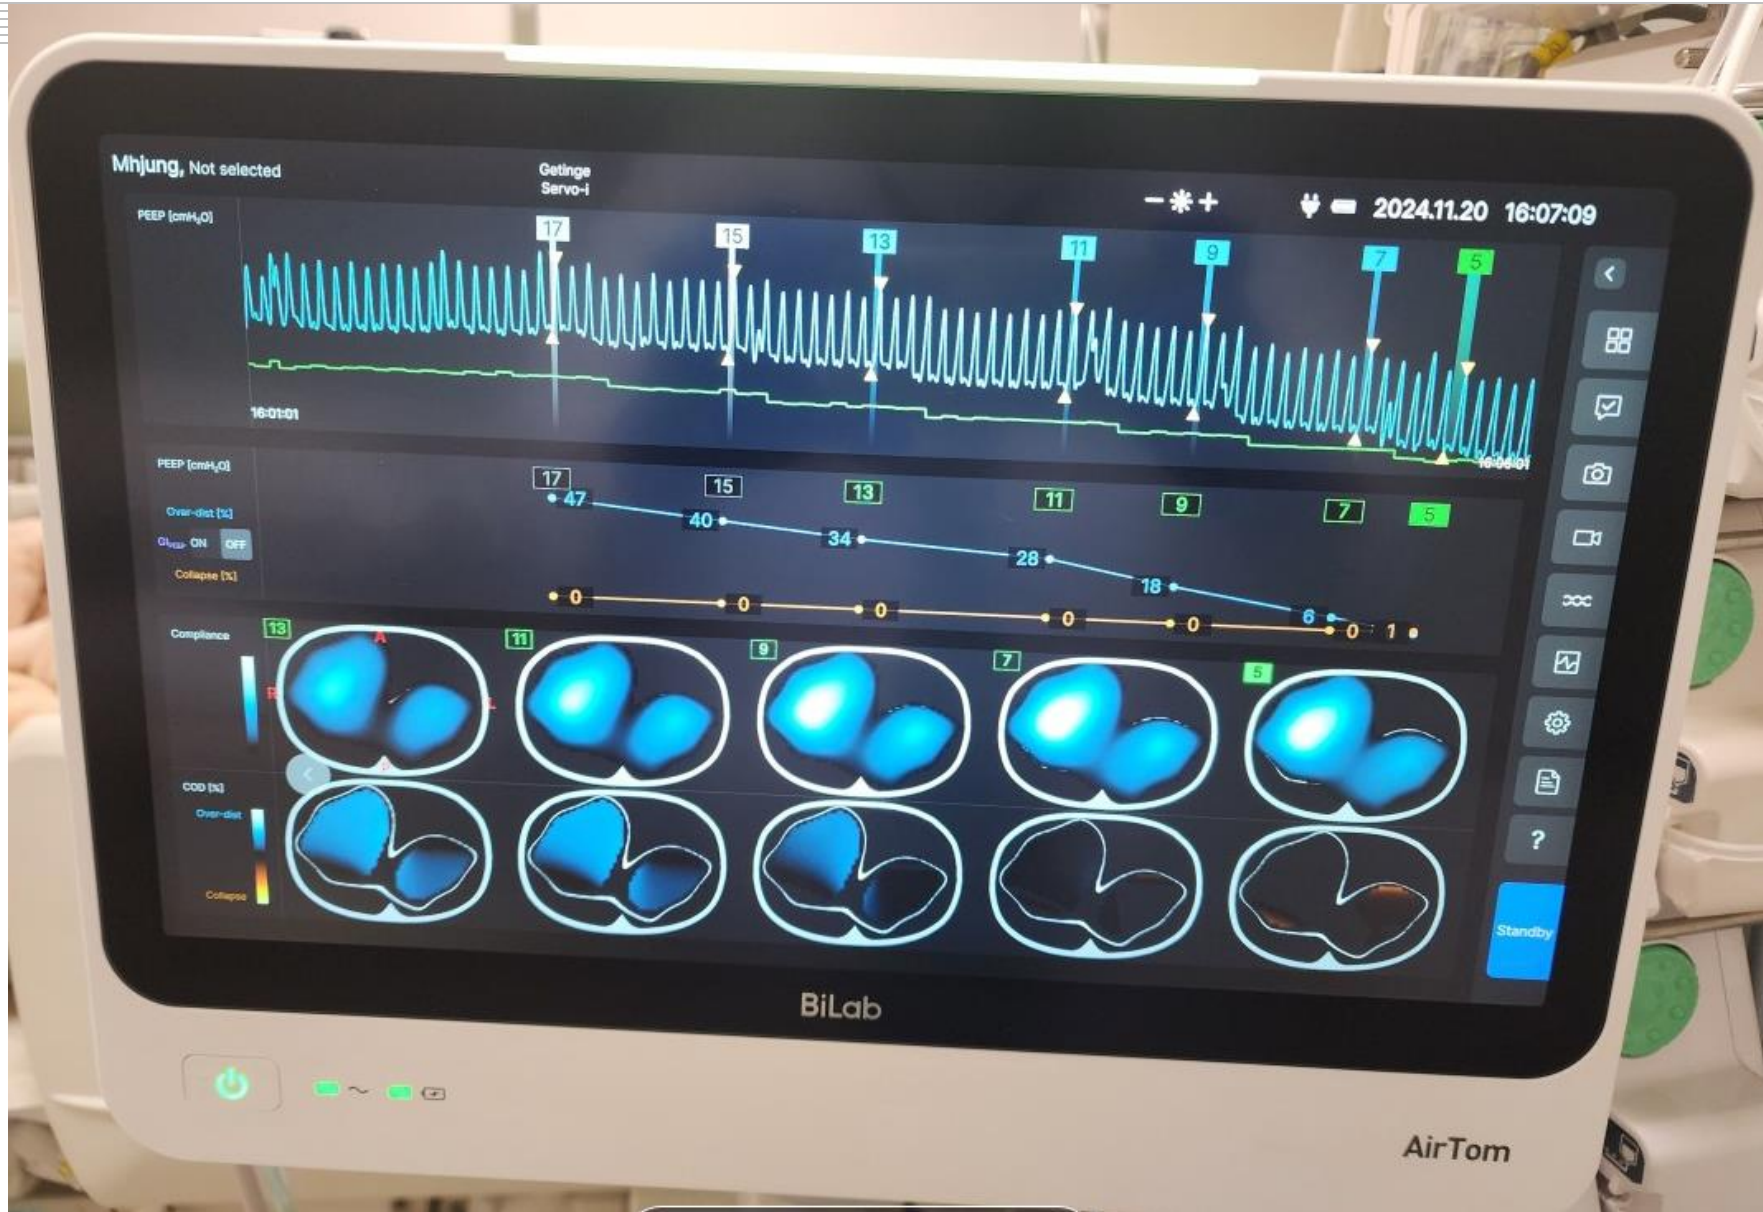 Mhjung, Not selected
Getinge
Servo-i
2024.11.20 16:07:09
PEEP [cmH₂O]
17 15 13 11 9 7 5
16:01:01
16:06:01
PEEP [cmH₂O]
17 15 13 11 9 7 5
Over-dist [%]
47 40 34 28 18 6
ON OFF
Collapse [%]
0 0 0 0 0 0 1
Compliance
13 11 9 7 5
A
R L
P
COD [%]
Over-dist
Collapse
?
Standby
BiLab
AirTom